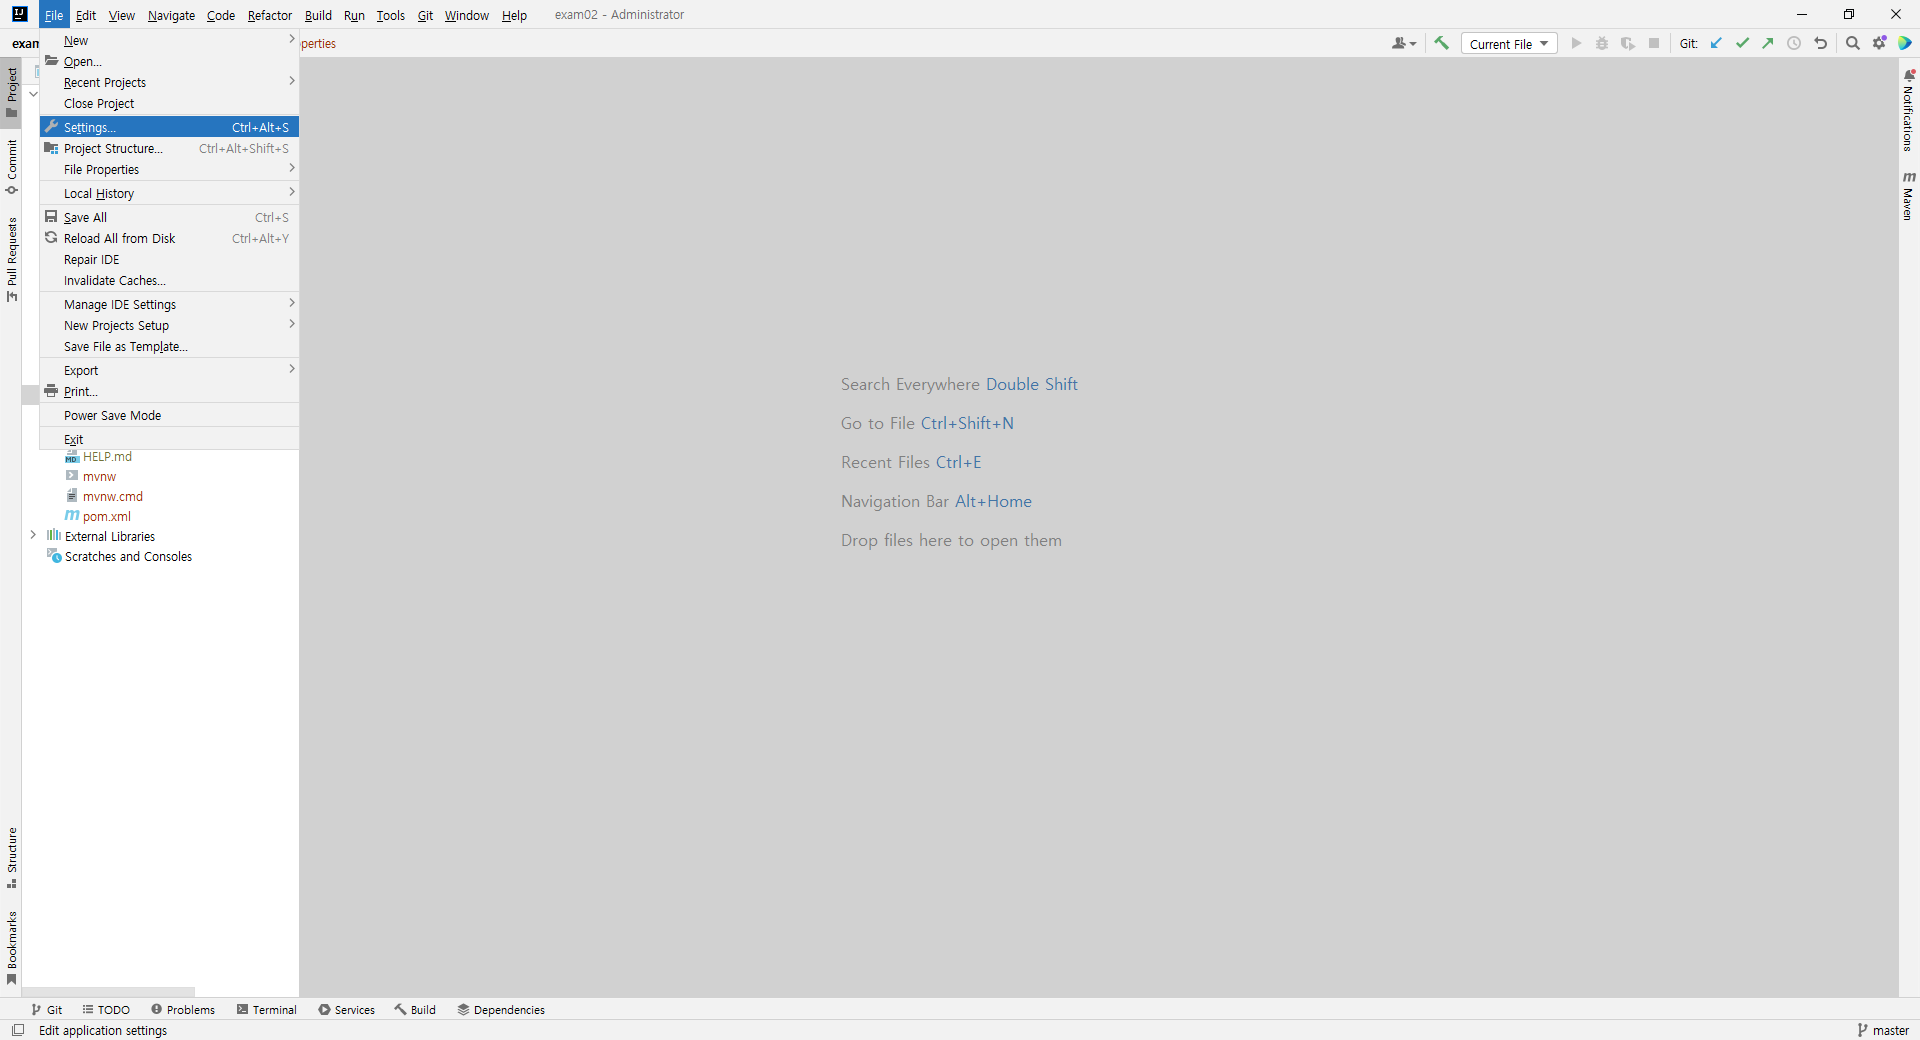 File Edit View Navigate Code Refactor Build Run Tools Git Window Help exam02 - Administrator
exam
perties
Current File
Git:
New
Open...
Recent Projects
Close Project
Settings... Ctrl+Alt+S
Project Structure... Ctrl+Alt+Shift+S
File Properties
Local History
Save All Ctrl+S
Reload All from Disk Ctrl+Alt+Y
Repair IDE
Invalidate Caches...
Manage IDE Settings
New Projects Setup
Save File as Template...
Export
Print...
Power Save Mode
Exit
HELP.md
mvnw
mvnw.cmd
pom.xml
External Libraries
Scratches and Consoles
Project
Commit
Pull Requests
Structure
Bookmarks
Search Everywhere Double Shift
Go to File Ctrl+Shift+N
Recent Files Ctrl+E
Navigation Bar Alt+Home
Drop files here to open them
Notifications
Maven
Git TODO Problems Terminal Services Build Dependencies
Edit application settings
master